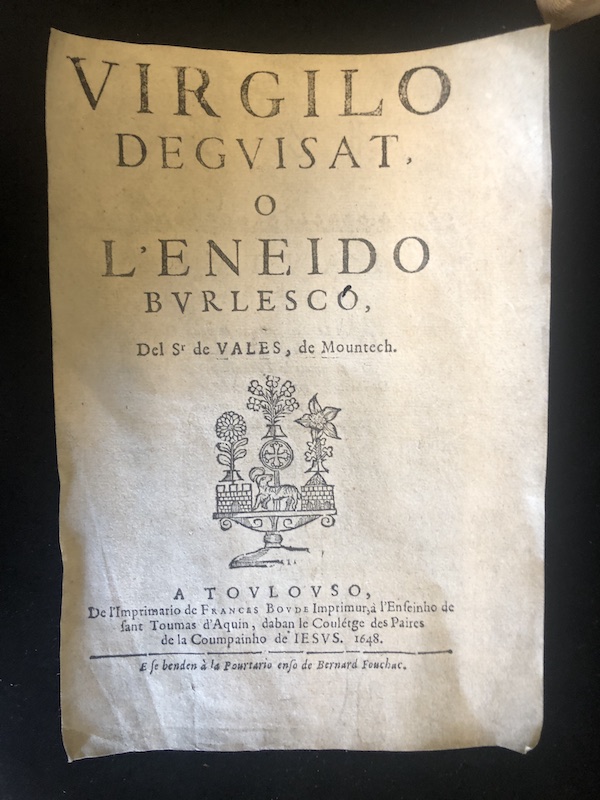 VIRGILO
DEGVISAT,
O
L'ENEIDO
BVRLESCO,
Del Sr de VALES, de Mountech.
A TOVLOVSO,
De l'Imprimario de FRANCES BOVDE Imprimur, à l'Enſeinho de
ſant Toumas d'Aquin, daban le Coulétge des Paires
de la Coumpainho de IESVS. 1648.
E ſe benden à la Pourtario enſo de Bernard Fouchac.